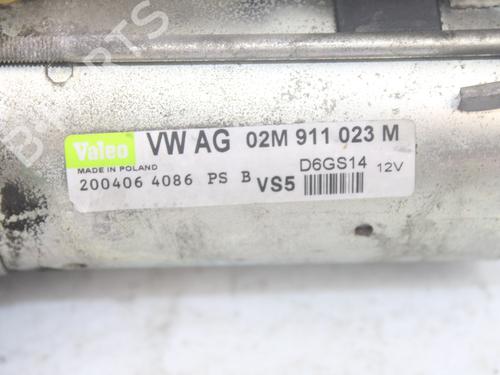 Valeo VW AG 02M 911 023 M
MADE IN POLAND D6GS14 12V
200406 4086 PS B VS5